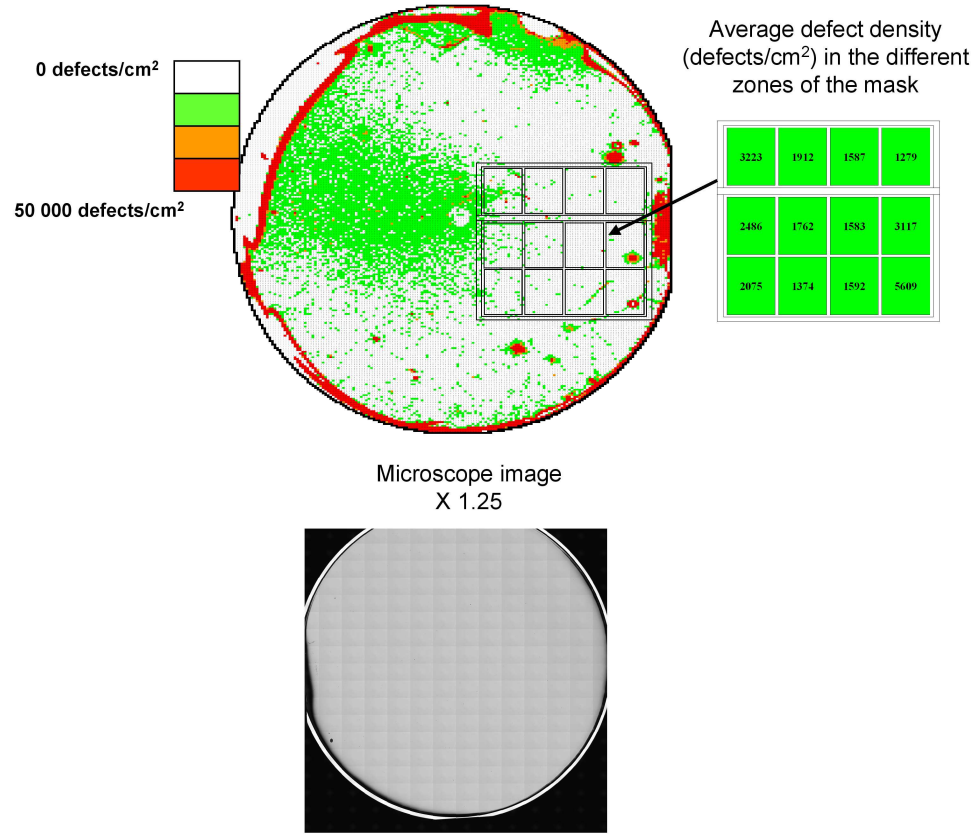 0 defects/cm²
50 000 defects/cm²
Average defect density
(defects/cm²) in the different
zones of the mask
3223 1912 1587 1279
2486 1762 1583 3117
2075 1374 1592 5609
Microscope image
X 1.25